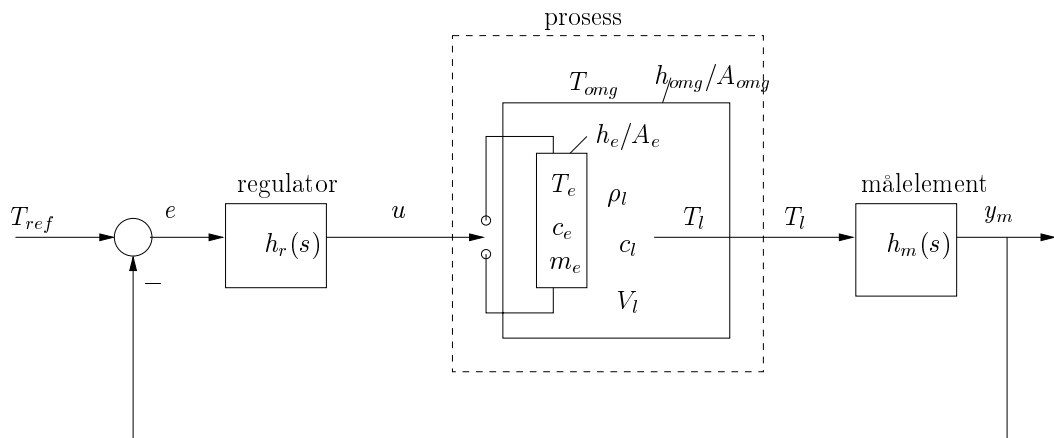 prosess
T_omg
h_omg/A_omg
h_e/A_e
regulator
målelement
T_ref
e
h_r(s)
u
T_e
c_e
m_e
ρ_l
c_l
V_l
T_l
T_l
h_m(s)
y_m
−